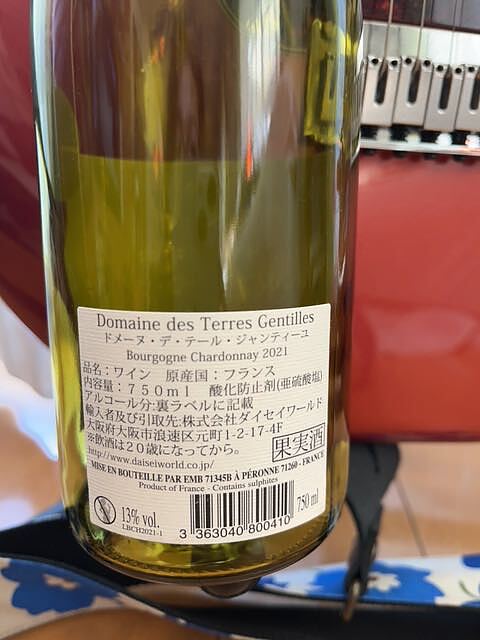 Domaine des Terres Gentilles
ドメーヌ・デ・テール・ジャンティーユ
Bourgogne Chardonnay 2021
品名:ワイン 原産国:フランス
内容量:750ml 酸化防止剤(亜硫酸塩)
アルコール分:裏ラベルに記載
輸入者及び引取先:株式会社ダイセイワールド
大阪府大阪市浪速区元町1-2-17-4F
※飲酒は20歳になってから。
果実酒
http://www.daiseiworld.co.jp/
MISE EN BOUTEILLE PAR EMB 71345B À PÉRONNE 71260 - FRANCE
Product of France - Contains sulphites
13% vol.
LBCH2021-1
3 363040 800410
750 ml